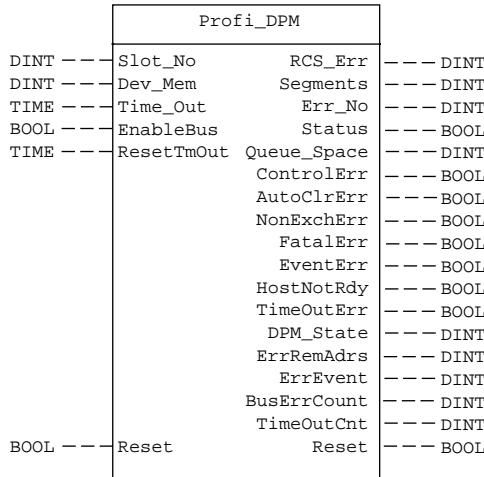 Profi_DPM
DINT Slot_No RCS_Err DINT
DINT Dev_Mem Segments DINT
TIME Time_Out Err_No DINT
BOOL EnableBus Status BOOL
TIME ResetTmOut Queue_Space DINT
ControlErr BOOL
AutoClrErr BOOL
NonExchErr BOOL
FatalErr BOOL
EventErr BOOL
HostNotRdy BOOL
TimeOutErr BOOL
DPM_State DINT
ErrRemAdrs DINT
ErrEvent DINT
BusErrCount DINT
TimeOutCnt DINT
BOOL Reset Reset BOOL